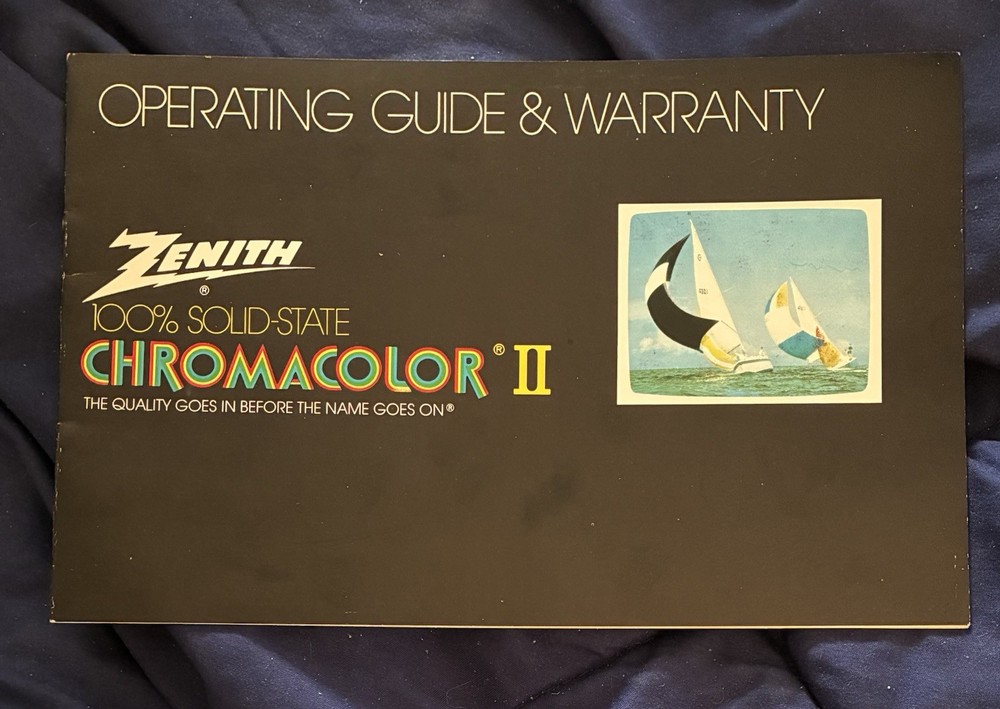 OPERATING GUIDE & WARRANTY
ZENITH®
100% SOLID-STATE
CHROMACOLOR® II
THE QUALITY GOES IN BEFORE THE NAME GOES ON®